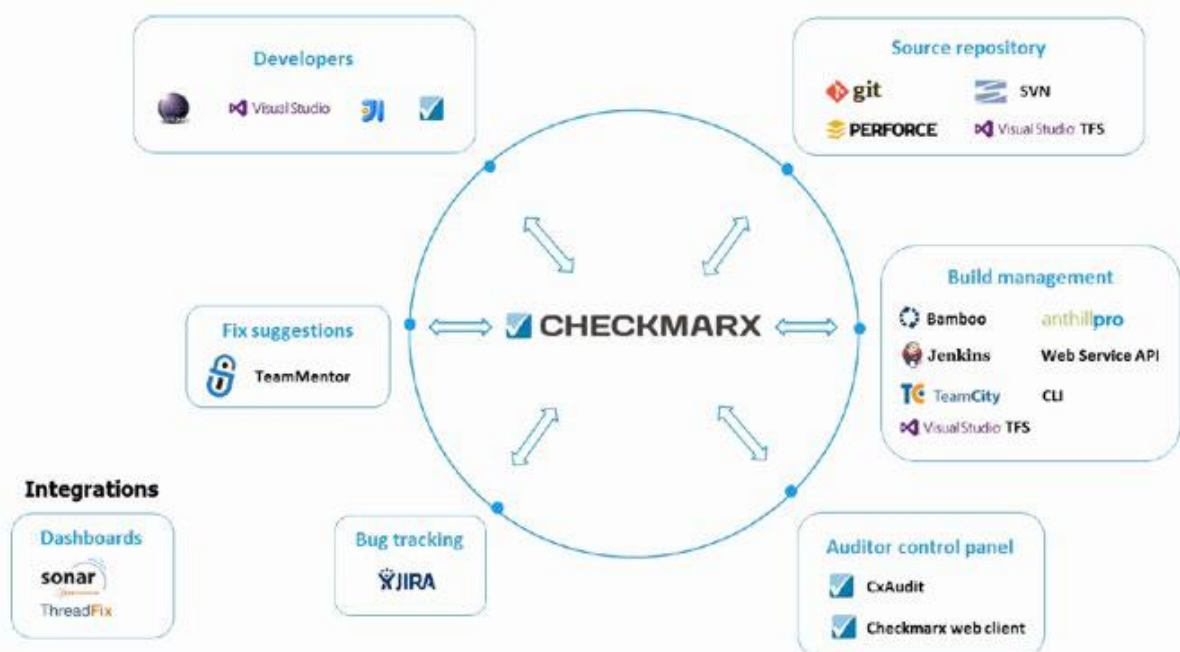 Developers
Visual Studio
Source repository
git
SVN
PERFORCE
Visual Studio TFS
Build management
Bamboo
anthillpro
Jenkins
Web Service API
TeamCity
CLI
Visual Studio TFS
Fix suggestions
TeamMentor
CHECKMARX
Integrations
Dashboards
sonar
ThreadFix
Bug tracking
JIRA
Auditor control panel
CxAudit
Checkmarx web client